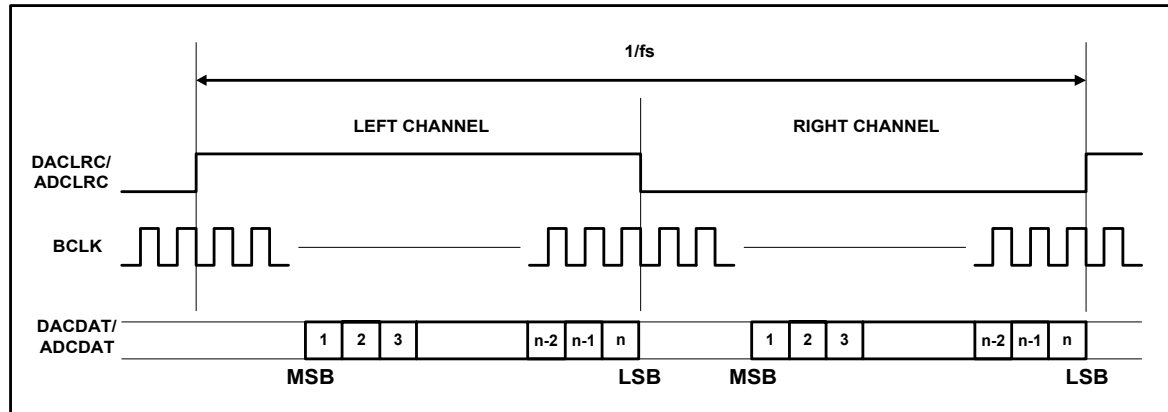 1/fs
LEFT CHANNEL RIGHT CHANNEL
DACLRC/
ADCLRC
BCLK
DACDAT/
ADCDAT
1 2 3 n-2 n-1 n 1 2 3 n-2 n-1 n
MSB LSB MSB LSB